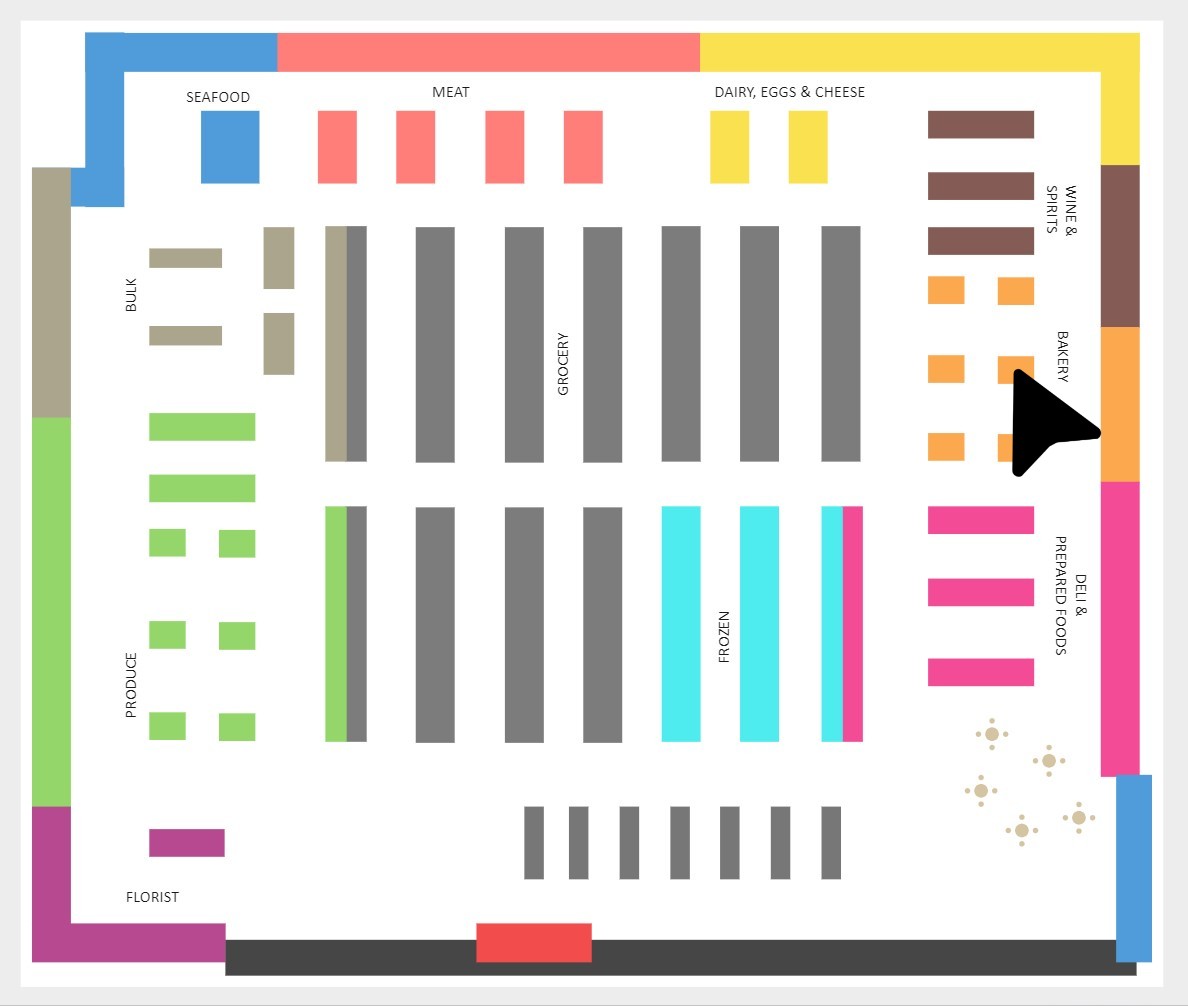 SEAFOOD
MEAT
DAIRY, EGGS & CHEESE
WINE &
SPIRITS
BULK
GROCERY
BAKERY
DELI &
PREPARED FOODS
FROZEN
PRODUCE
FLORIST